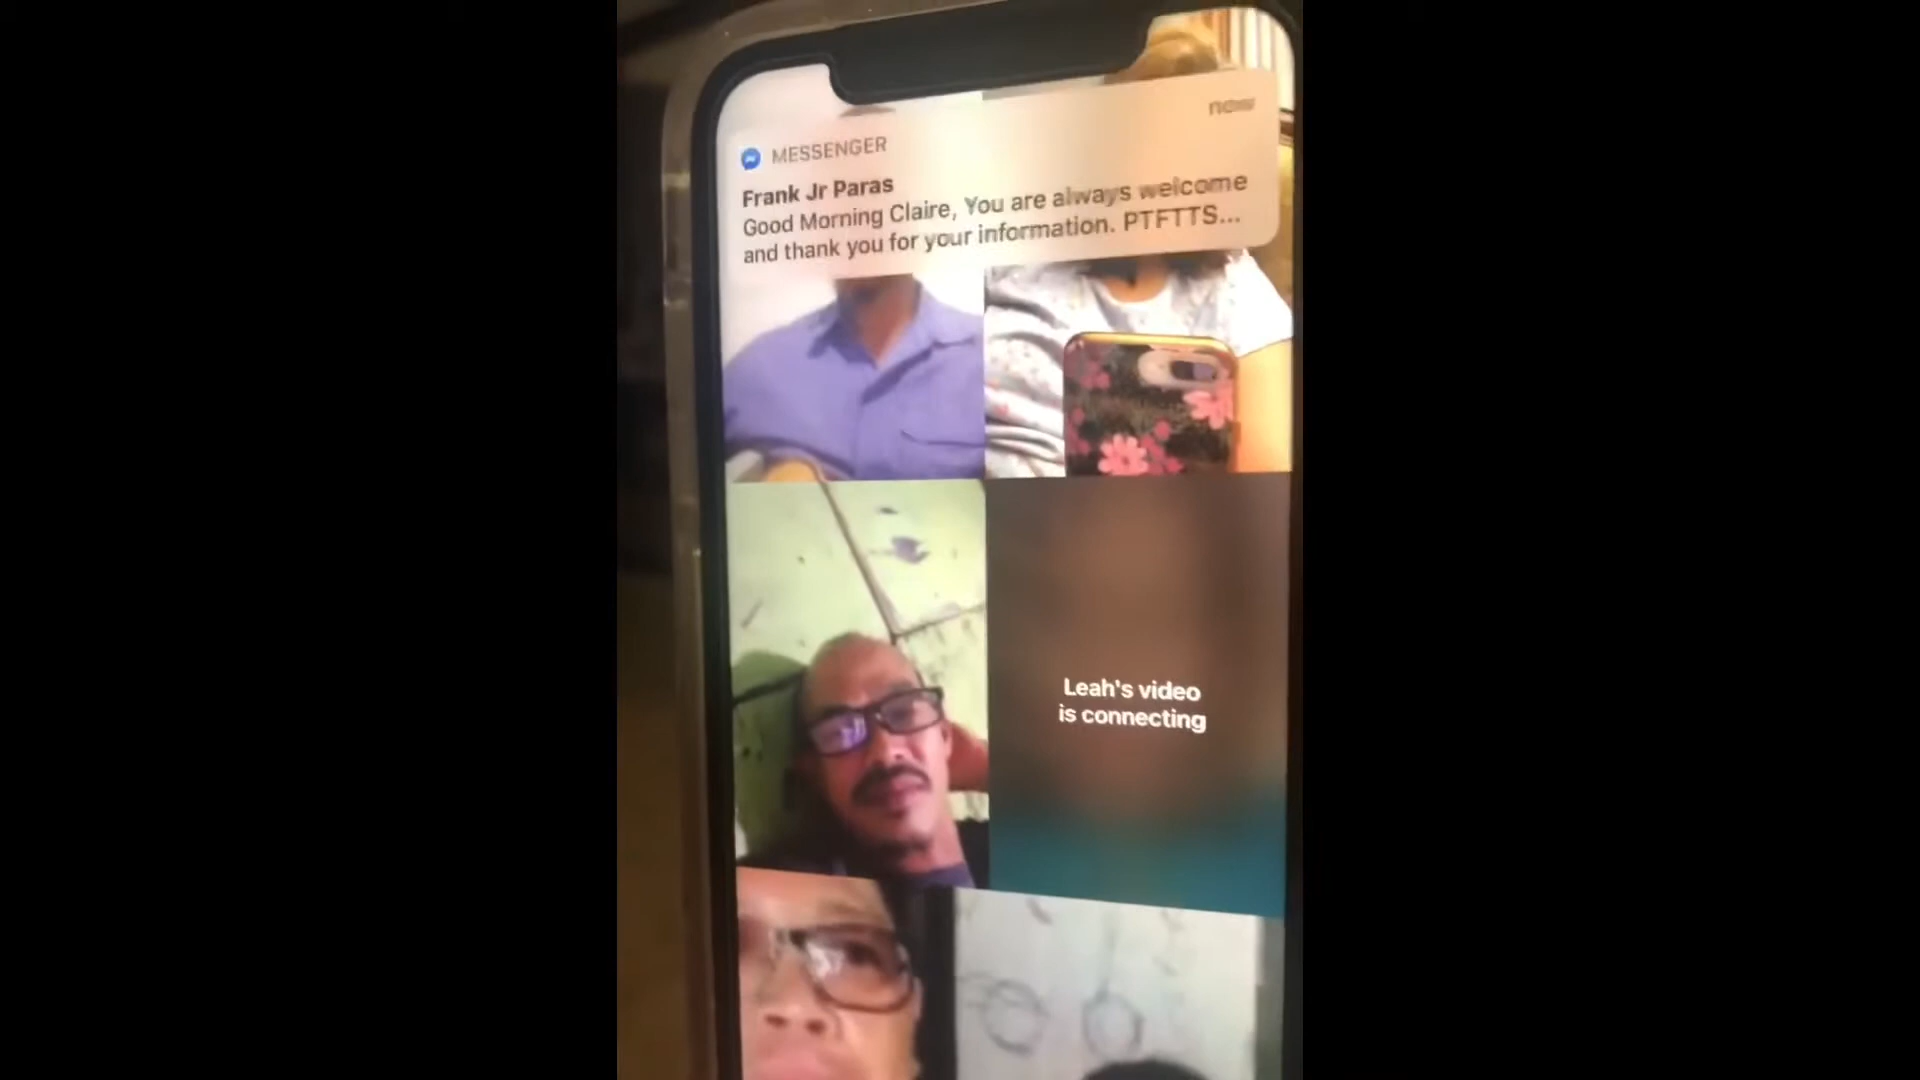 now
MESSENGER
Frank Jr Paras
Good Morning Claire, You are always welcome
and thank you for your information. PTFTTS...
Leah's video
is connecting